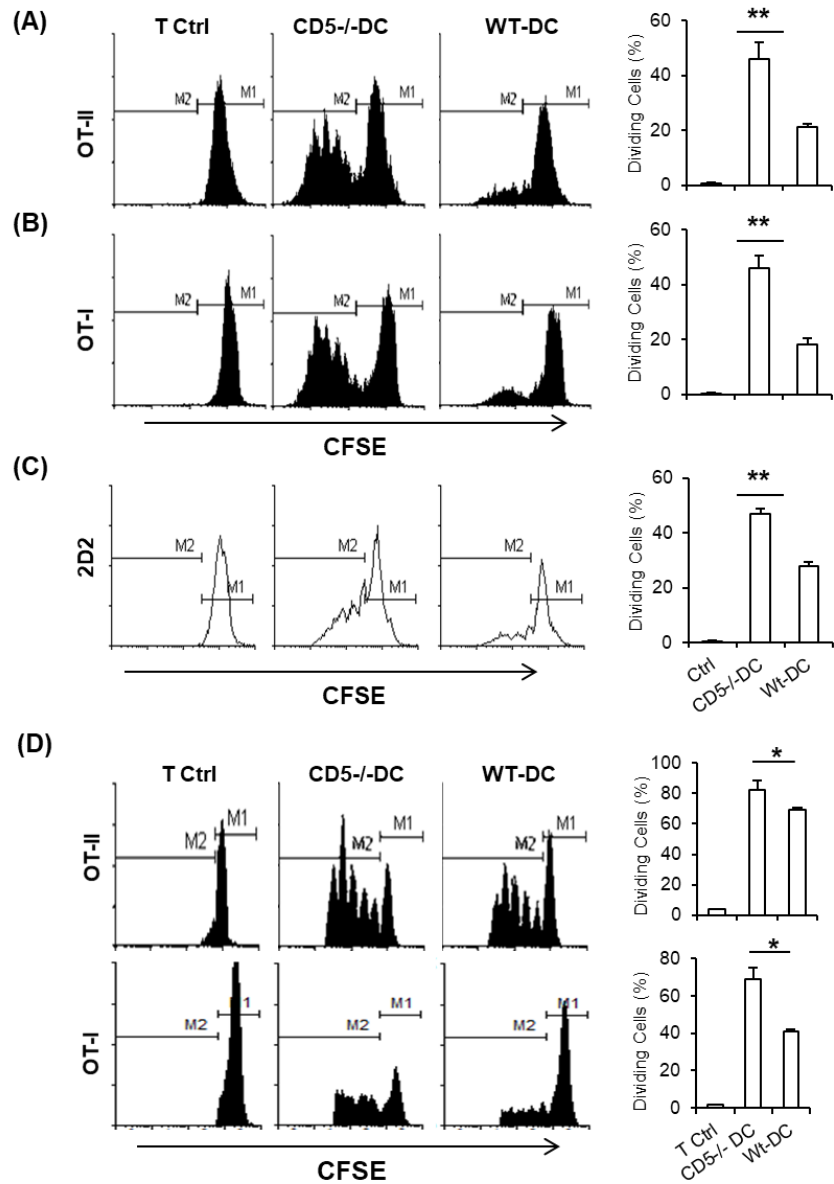 (A)
T Ctrl CD5-/-DC WT-DC
OT-II
M2 M1
M2 M1
M2 M1
Dividing Cells (%)
60
40
20
0
**
(B)
OT-I
M2 M1
M2 M1
M2 M1
CFSE
Dividing Cells (%)
60
40
20
0
**
(C)
2D2
M2
M1
M2
M1
M2
M1
CFSE
Dividing Cells (%)
60
40
20
0
**
Ctrl
CD5-/-DC
Wt-DC
(D)
T Ctrl CD5-/-DC WT-DC
OT-II
M2 M1
M2 M1
M2 M1
Dividing Cells (%)
100
80
60
40
20
0
*
OT-I
M2
M2 M1
M2 M1
CFSE
Dividing Cells (%)
80
60
40
20
0
*
T Ctrl
CD5-/- DC
Wt-DC